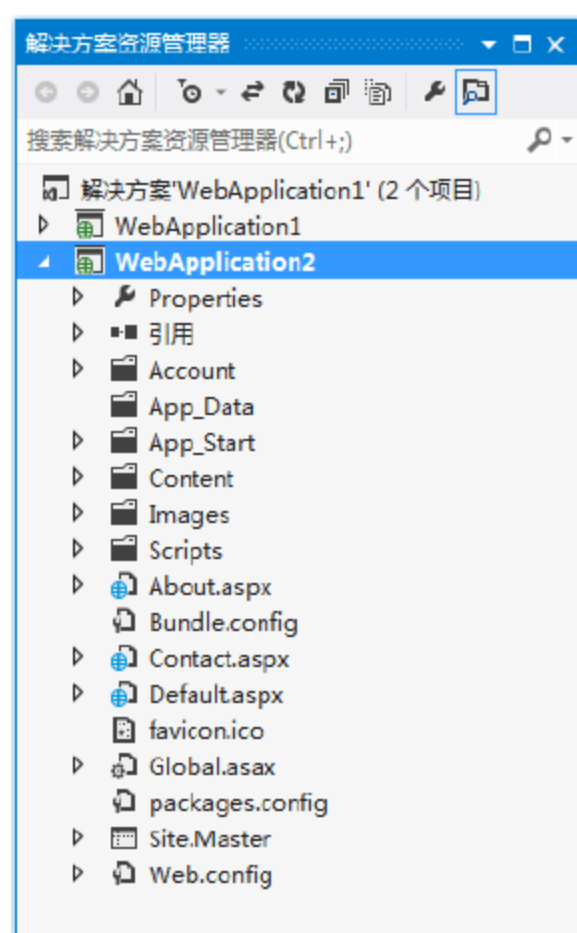 解决方案资源管理器
搜索解决方案资源管理器(Ctrl+;)
解决方案'WebApplication1' (2 个项目)
WebApplication1
WebApplication2
Properties
引用
Account
App_Data
App_Start
Content
Images
Scripts
About.aspx
Bundle.config
Contact.aspx
Default.aspx
favicon.ico
Global.asax
packages.config
Site.Master
Web.config